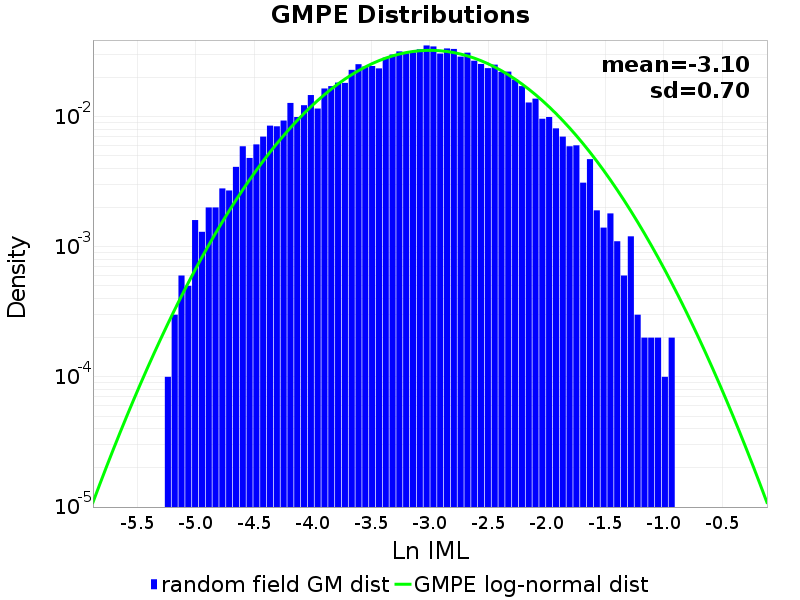 GMPE Distributions
mean=-3.10
sd=0.70
10-2
10-3
10-4
10-5
Density
-5.5 -5.0 -4.5 -4.0 -3.5 -3.0 -2.5 -2.0 -1.5 -1.0 -0.5
Ln IML
random field GM dist GMPE log-normal dist